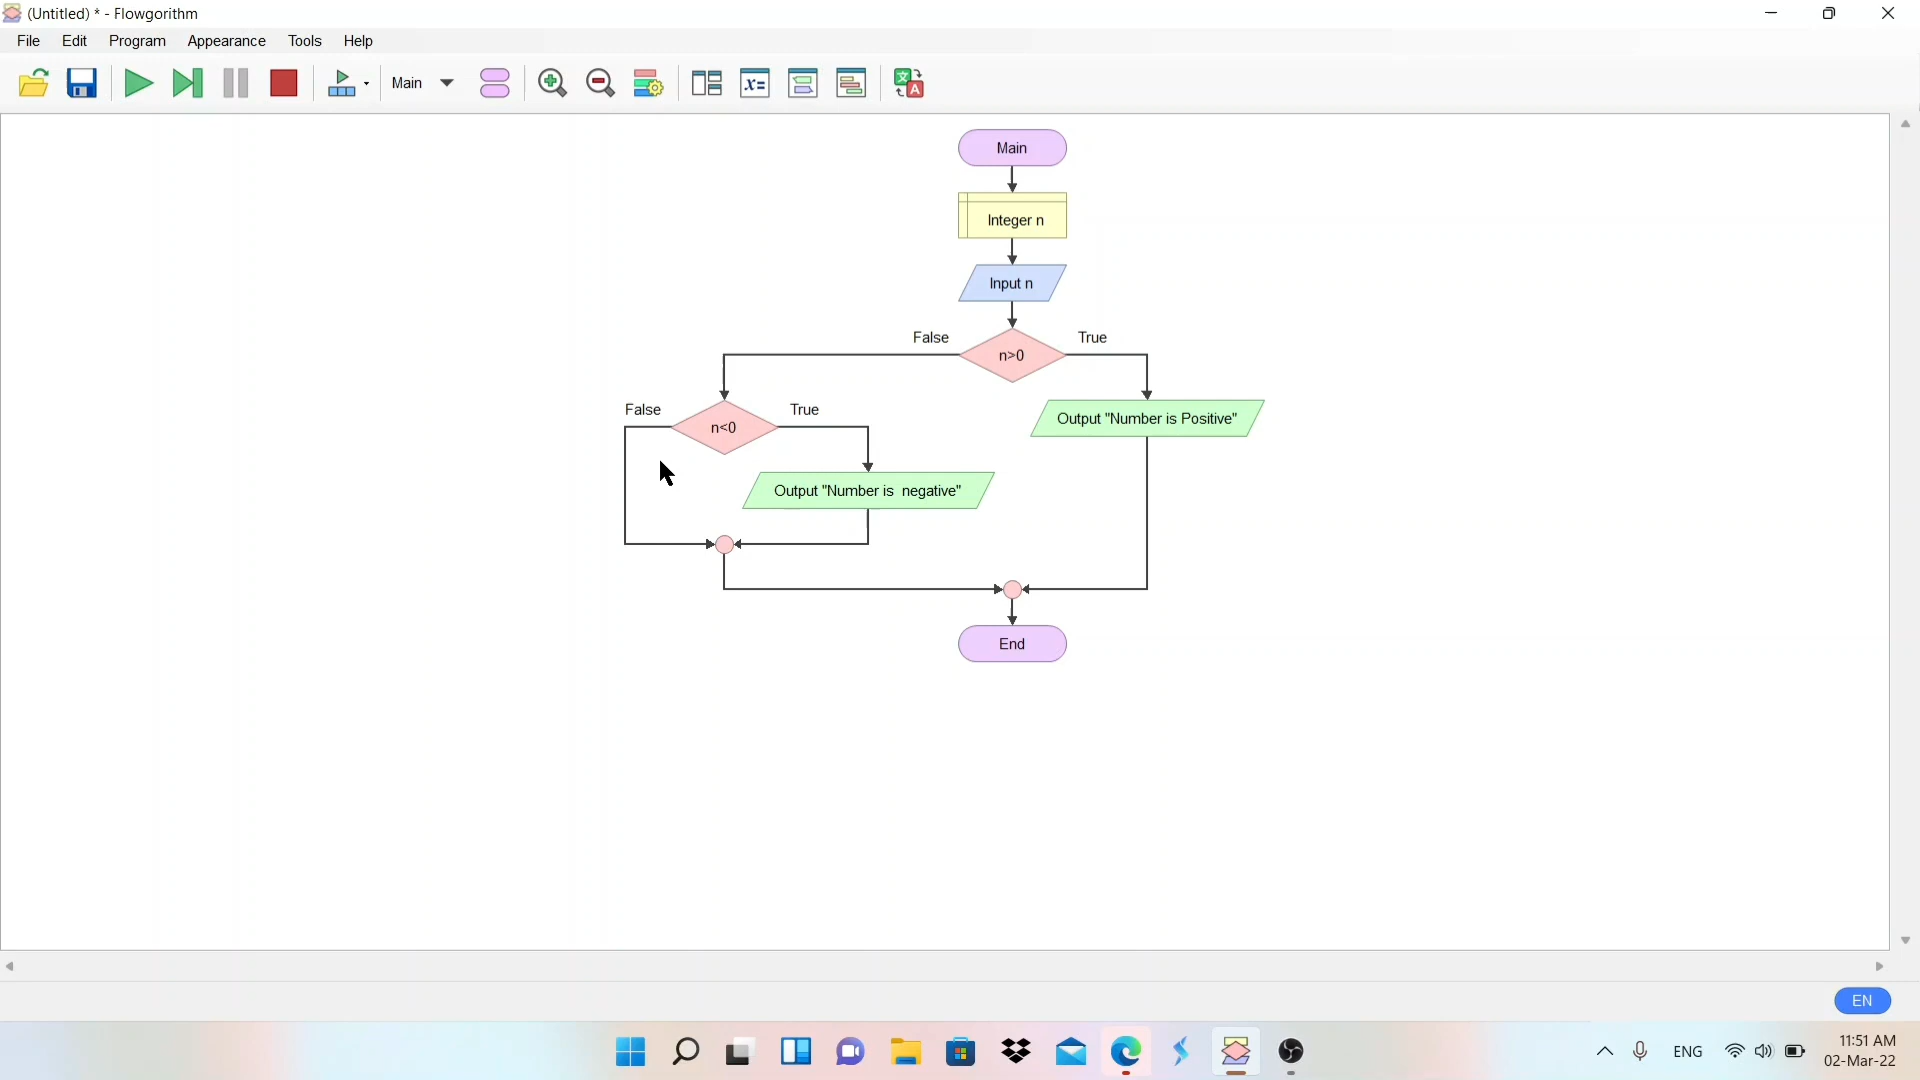 (Untitled) * - Flowgorithm
File Edit Program Appearance Tools Help
Main
x=
A
Main
Integer n
Input n
False True
n>0
False True
Output "Number is Positive"
n<0
Output "Number is  negative"
End
EN
ENG
11:51 AM
02-Mar-22